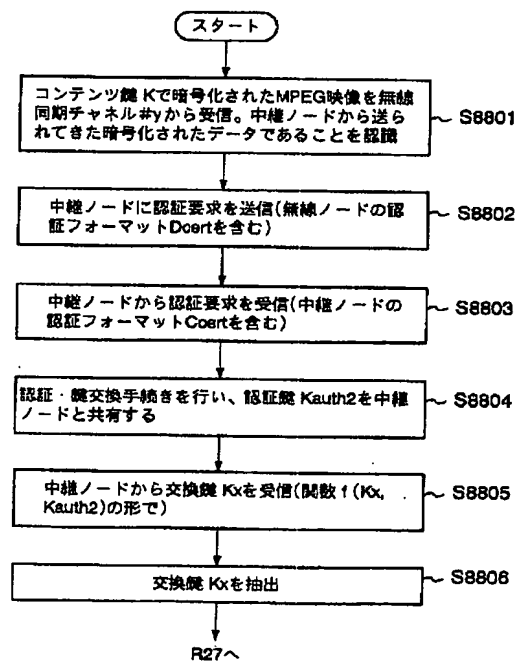 スタート
コンテンツ鍵 Kで暗号化されたMPEG映像を無線
同期チャネル#yから受信。中継ノードから送ら
れてきた暗号化されたデータであることを認識
S8801
中継ノードに認証要求を送信(無線ノードの認
証フォーマットDcertを含む)
S8802
中継ノードから認証要求を受信(中継ノードの
認証フォーマットCcertを含む)
S8803
認証・鍵交換手続きを行い、認証鍵 Kauth2を中継
ノードと共有する
S8804
中継ノードから交換鍵 Kxを受信(関数 f (Kx,
Kauth2)の形で)
S8805
交換鍵 Kxを抽出
S8806
R27へ